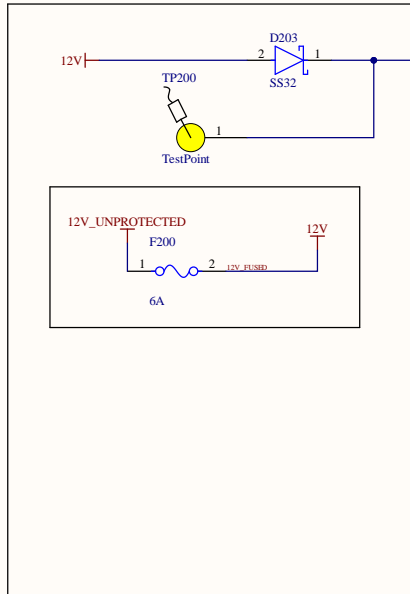 D203
12V
2
1
SS32
TP200
1
TestPoint
12V_UNPROTECTED
12V
F200
1
2
12V_FUSED
6A